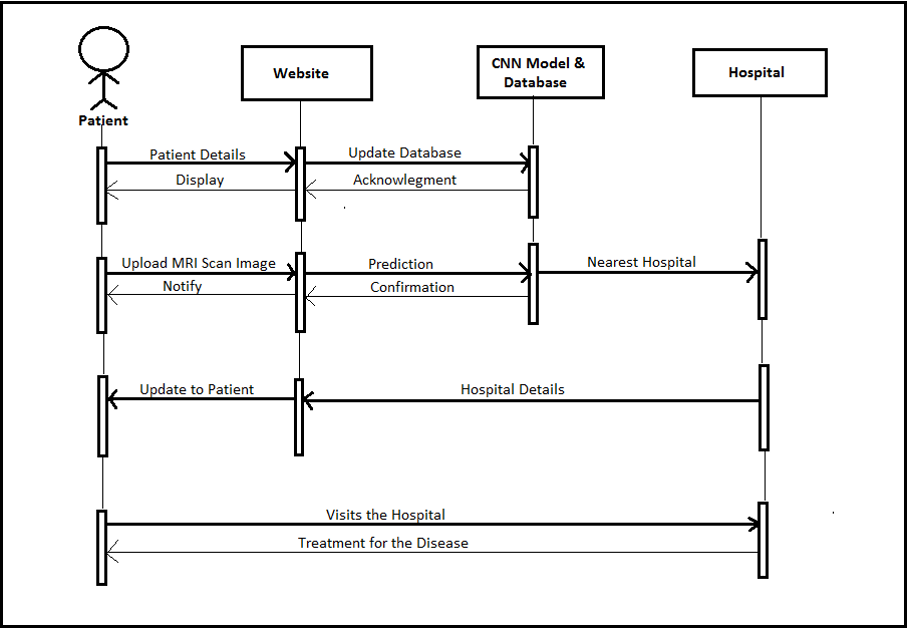 Patient
Website
CNN Model &
Database
Hospital
Patient Details
Update Database
Display
Acknowlegment
Upload MRI Scan Image
Prediction
Nearest Hospital
Notify
Confirmation
Update to Patient
Hospital Details
Visits the Hospital
Treatment for the Disease